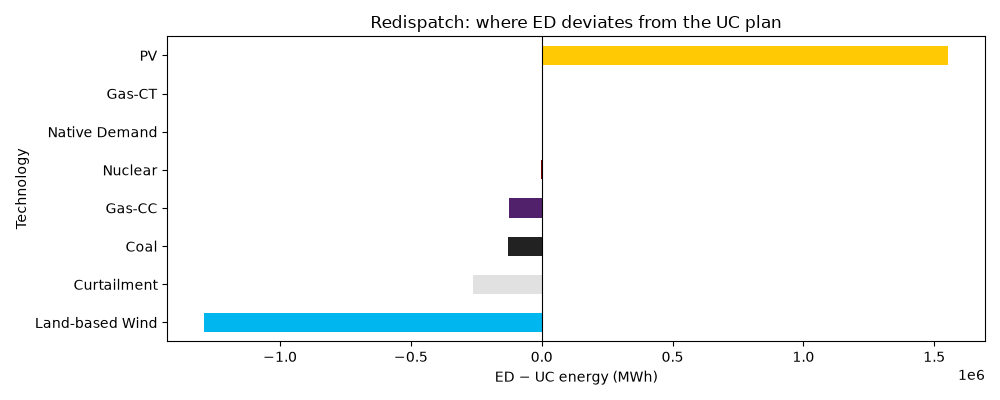 Redispatch: where ED deviates from the UC plan
Technology
PV
Gas-CT
Native Demand
Nuclear
Gas-CC
Coal
Curtailment
Land-based Wind
−1.0 −0.5 0.0 0.5 1.0 1.5
1e6
ED − UC energy (MWh)